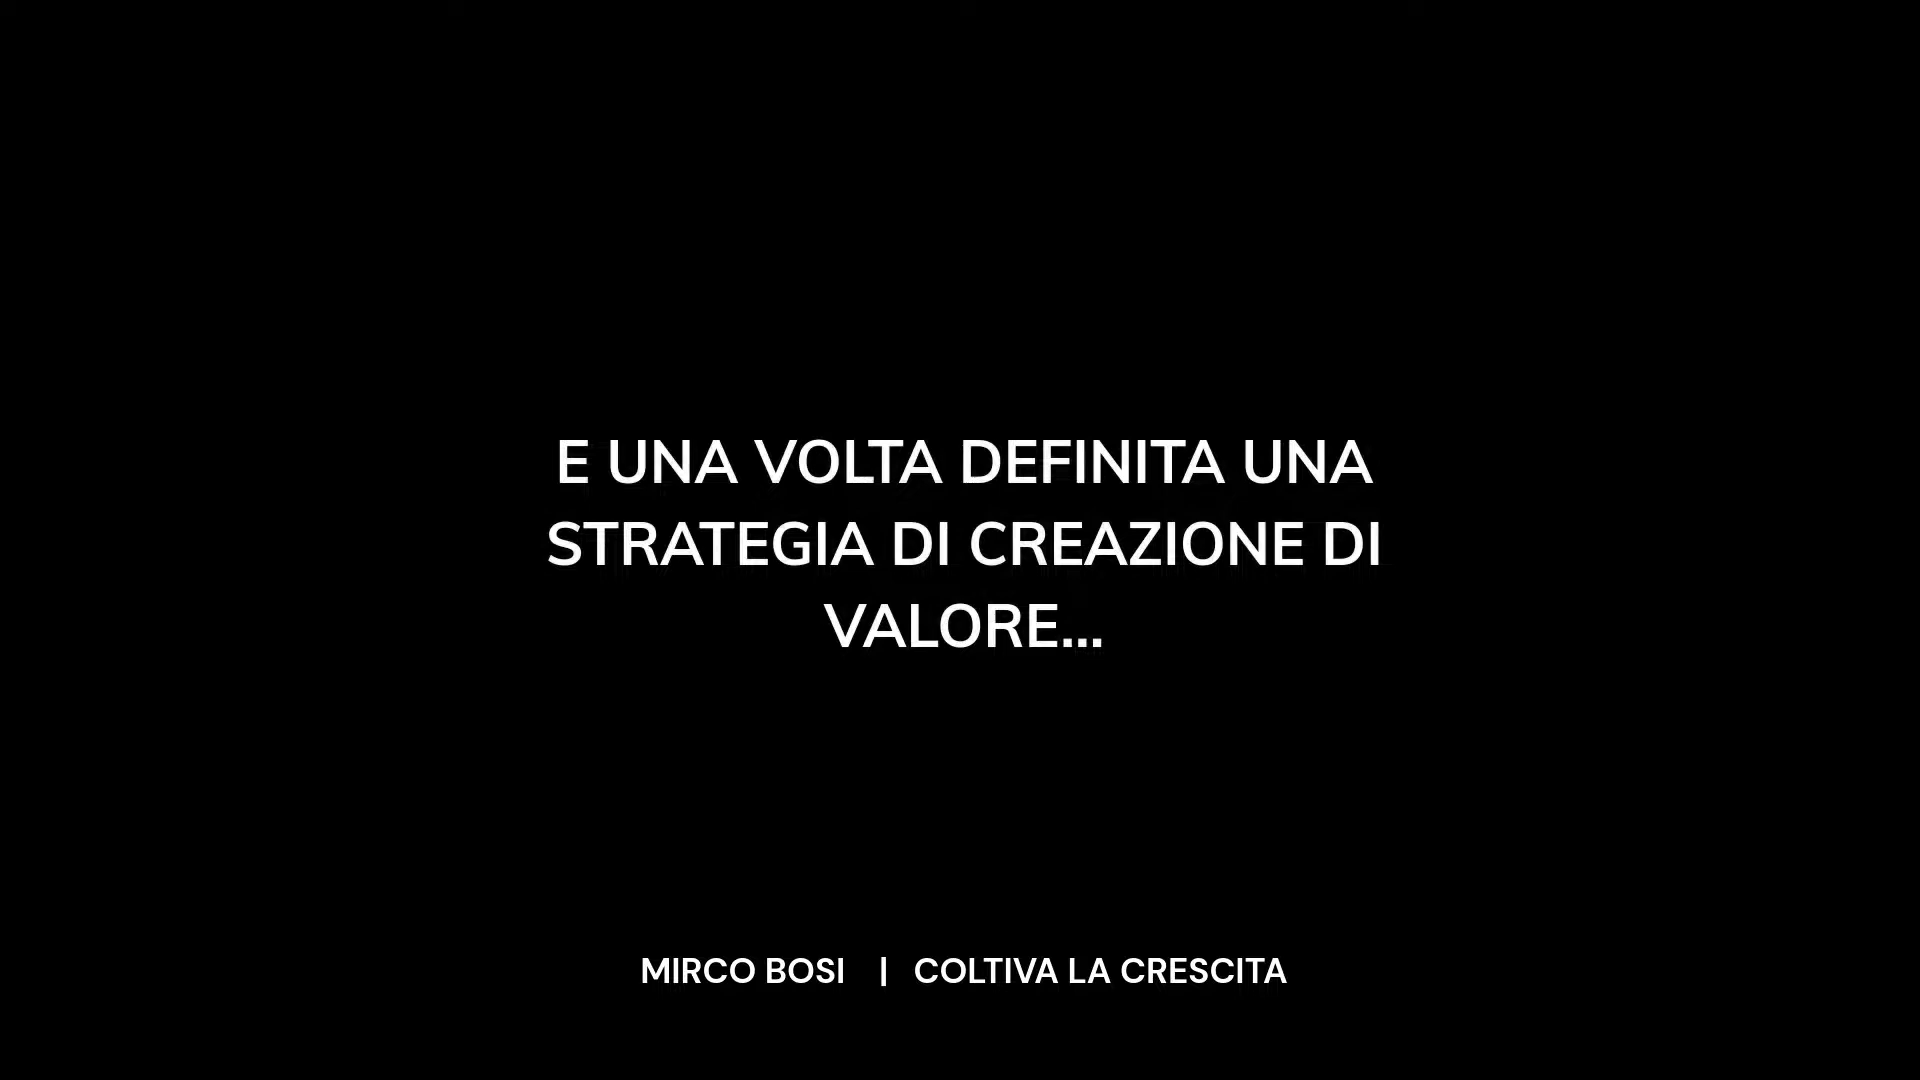 E UNA VOLTA DEFINITA UNA
STRATEGIA DI CREAZIONE DI
VALORE...
MIRCO BOSI | COLTIVA LA CRESCITA